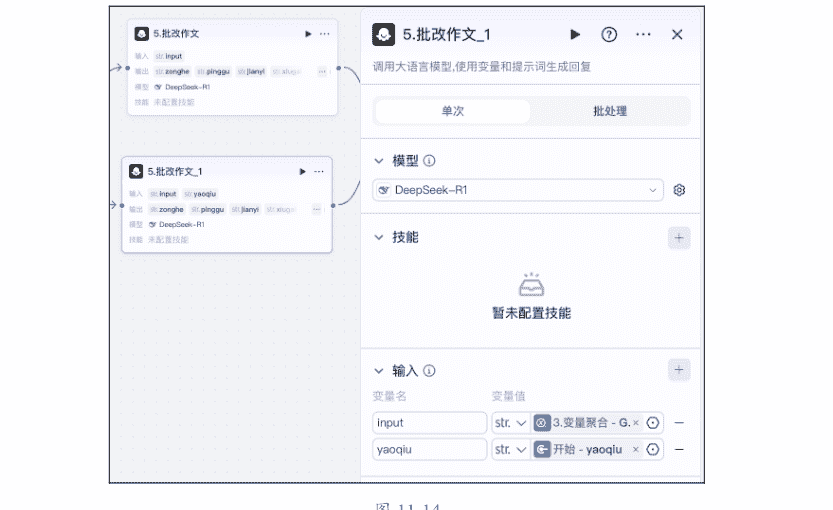 5.批改作文
输入 str. input
输出 str. zonghe str. pinggu str. jianyi str. xiugai ...
模型 DeepSeek-R1
技能 未配置技能
5.批改作文_1
输入 str. input str. yaoqiu
输出 str. zonghe str. pinggu str. jianyi str. xiugai ...
模型 DeepSeek-R1
技能 未配置技能
5.批改作文_1
调用大语言模型,使用变量和提示词生成回复
单次 批处理
模型
DeepSeek-R1
技能
暂未配置技能
输入
变量名 变量值
input str. 3.变量聚合 - G.
yaoqiu str. 开始 - yaoqiu
图 11-14